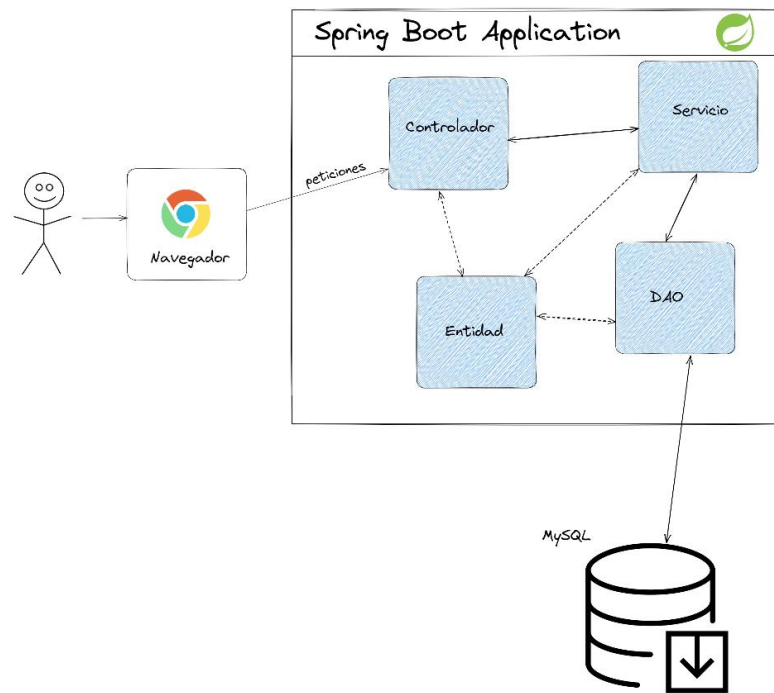 Spring Boot Application
Controlador
Servicio
peticiones
Navegador
Entidad
DAO
MySQL